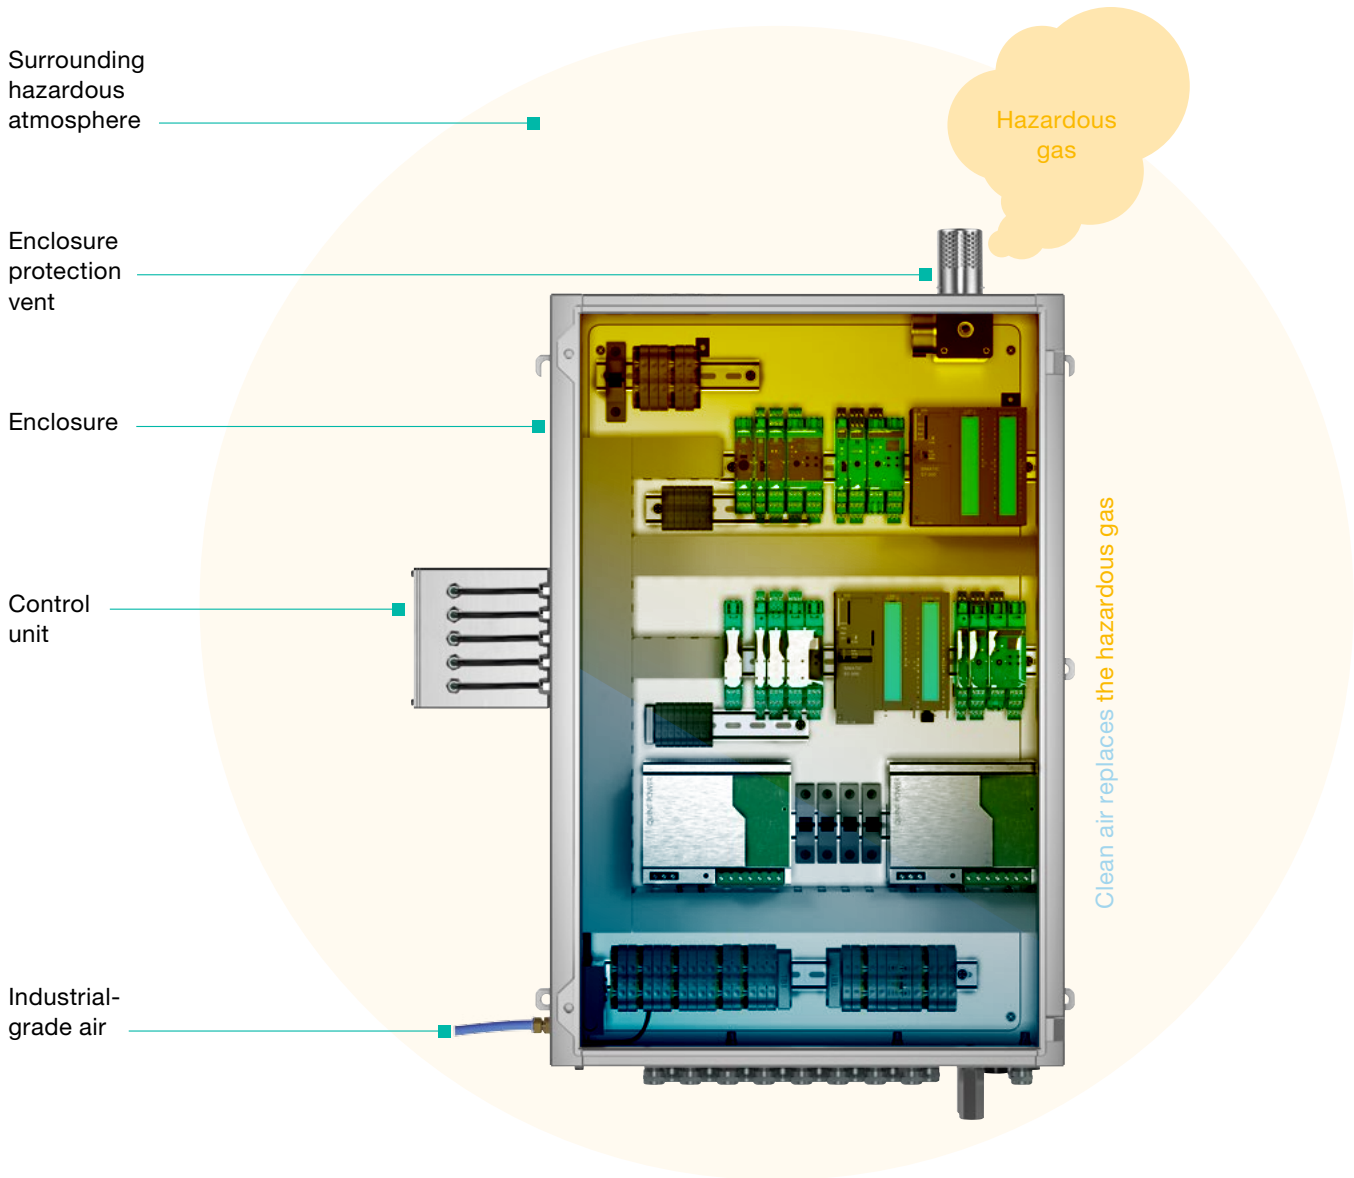 Surrounding
hazardous
atmosphere
Hazardous
gas
Enclosure
protection
vent
Enclosure
Control
unit
Clean air replaces the hazardous gas
Industrial-
grade air